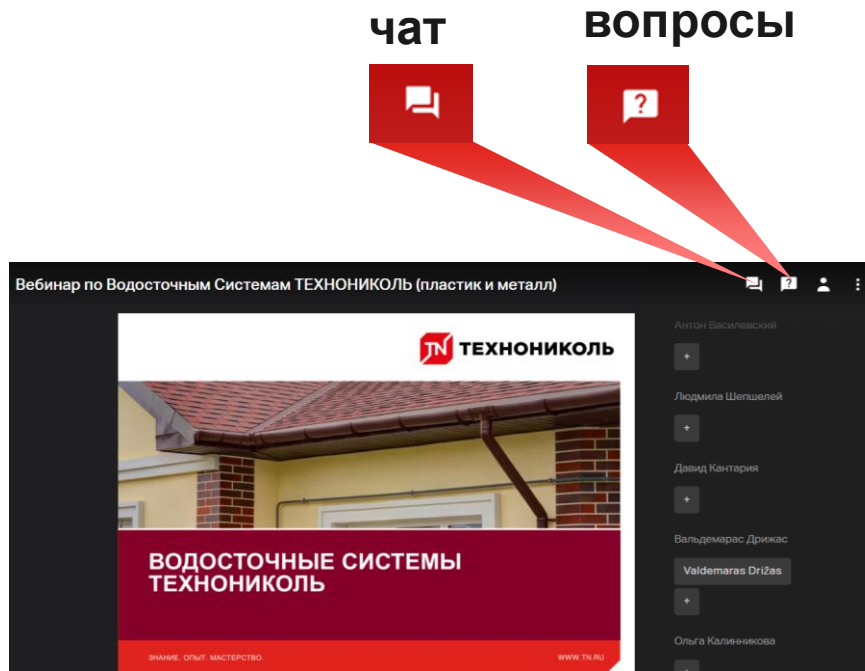 чат
вопросы
?
?
Вебинар по Водосточным Системам ТЕХНОНИКОЛЬ (пластик и металл)
TN ТЕХНОНИКОЛЬ
ВОДОСТОЧНЫЕ СИСТЕМЫ
ТЕХНОНИКОЛЬ
ЗНАНИЕ. ОПЫТ. МАСТЕРСТВО.
WWW.TN.RU
Антон Василевский
+
Людмила Шепшелей
+
Давид Кантария
+
Вальдемарас Дрижас
Valdemaras Drižas
+
Ольга Калинникова
+